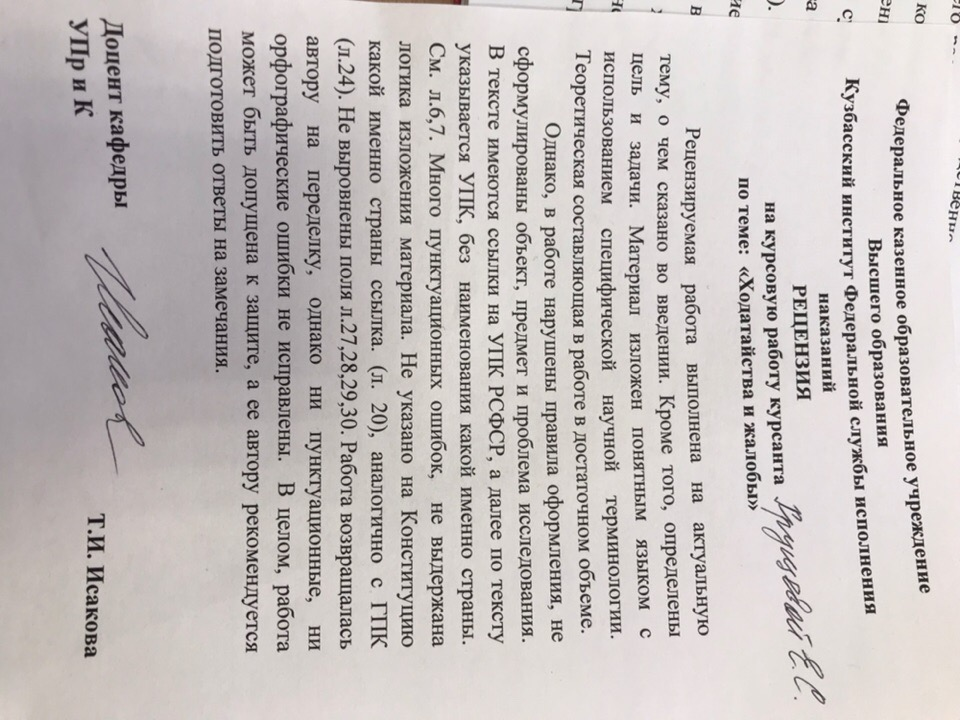 Федеральное казенное образовательное учреждение
Высшего образования
Кузбасский институт Федеральной службы исполнения
наказаний
РЕЦЕНЗИЯ
на курсовую работу курсанта Е.С.
по теме: «Ходатайства и жалобы»
Рецензируемая работа выполнена на актуальную
тему, о чем сказано во введении. Кроме того, определены
цель и задачи. Материал изложен понятным языком с
использованием специфической научной терминологии.
Теоретическая составляющая в работе в достаточном объеме.
Однако, в работе нарушены правила оформления, не
сформулированы объект, предмет и проблема исследования.
В тексте имеются ссылки на УПК РСФСР, а далее по тексту
указывается УПК, без наименования какой именно страны.
См. л.6,7. Много пунктуационных ошибок, не выдержана
логика изложения материала. Не указано на Конституцию
какой именно страны ссылка. (л. 20), аналогично с ГПК
(л.24). Не выровнены поля л.27,28,29,30. Работа возвращалась
автору на переделку, однако ни пунктуационные, ни
орфографические ошибки не исправлены. В целом, работа
может быть допущена к защите, а ее автору рекомендуется
подготовить ответы на замечания.
Доцент кафедры
УПр и К Т.И. Исакова